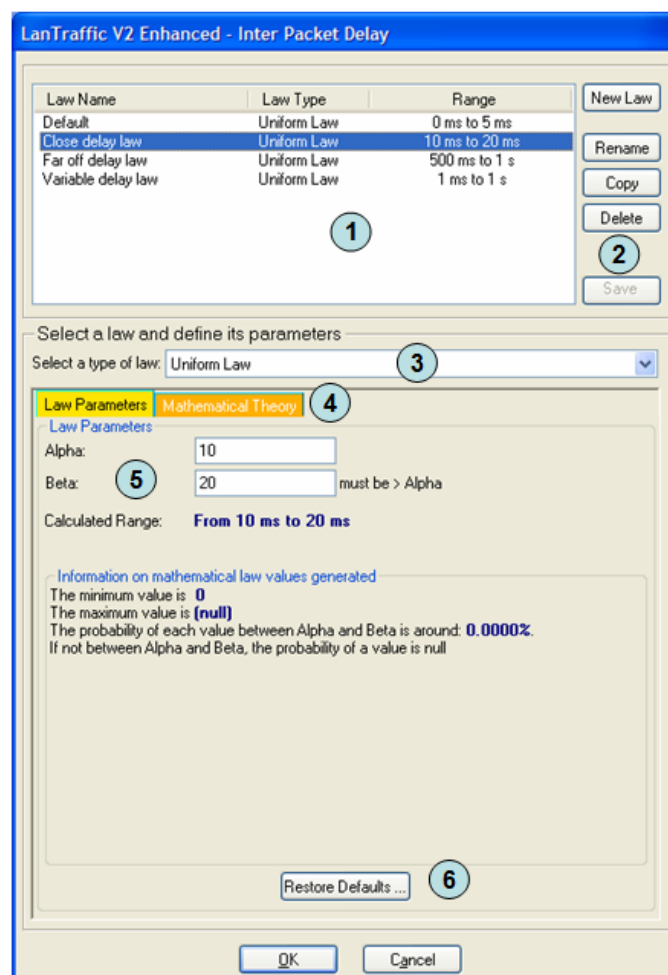 LanTraffic V2 Enhanced - Inter Packet Delay
Law Name Law Type Range
Default Uniform Law 0 ms to 5 ms
Close delay law Uniform Law 10 ms to 20 ms
Far off delay law Uniform Law 500 ms to 1 s
Variable delay law Uniform Law 1 ms to 1 s
New Law
Rename
Copy
Delete
1
2
Save
Select a law and define its parameters
Select a type of law: Uniform Law 3
Law Parameters Mathematical Theory 4
Law Parameters
Alpha: 10
Beta: 5 20 must be > Alpha
Calculated Range: From 10 ms to 20 ms
Information on mathematical law values generated
The minimum value is 0
The maximum value is (null)
The probability of each value between Alpha and Beta is around: 0.0000%.
If not between Alpha and Beta, the probability of a value is null
Restore Defaults ... 6
OK Cancel